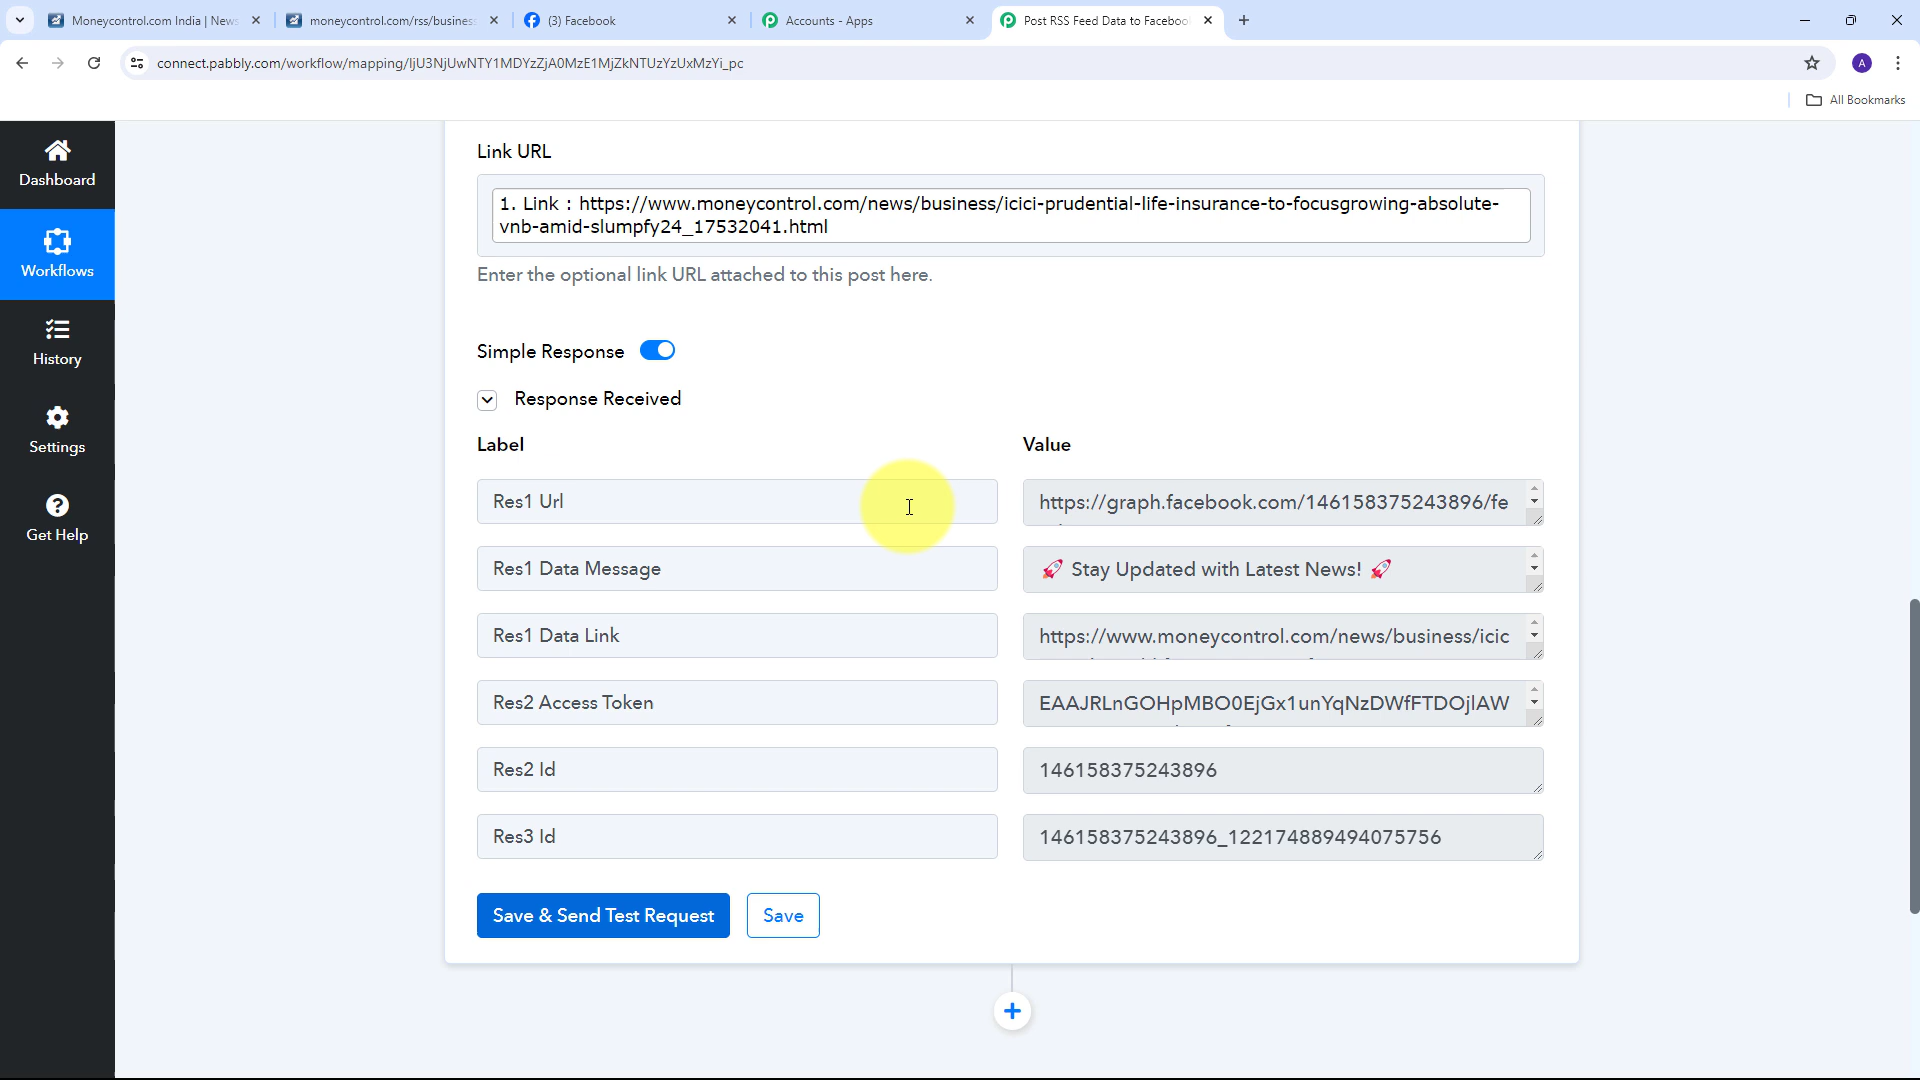 Moneycontrol.com India | News
moneycontrol.com/rss/business
(3) Facebook
Accounts - Apps
Post RSS Feed Data to Facebook
connect.pabbly.com/workflow/mapping/IjU3NjUwNTY1MDYzZjA0MzE1MjZkNTUzYzUxMzYi_pc
A
All Bookmarks
Dashboard
Workflows
History
Settings
Get Help
Link URL
1. Link : https://www.moneycontrol.com/news/business/icici-prudential-life-insurance-to-focusgrowing-absolute-
vnb-amid-slumpfy24_17532041.html
Enter the optional link URL attached to this post here.
Simple Response
Response Received
Label Value
Res1 Url https://graph.facebook.com/146158375243896/fe
Res1 Data Message 🚀 Stay Updated with Latest News! 🚀
Res1 Data Link https://www.moneycontrol.com/news/business/icic
Res2 Access Token EAAJRLnGOHpMBO0EjGx1unYqNzDWfFTDOjlAW
Res2 Id 146158375243896
Res3 Id 146158375243896_122174889494075756
Save & Send Test Request Save